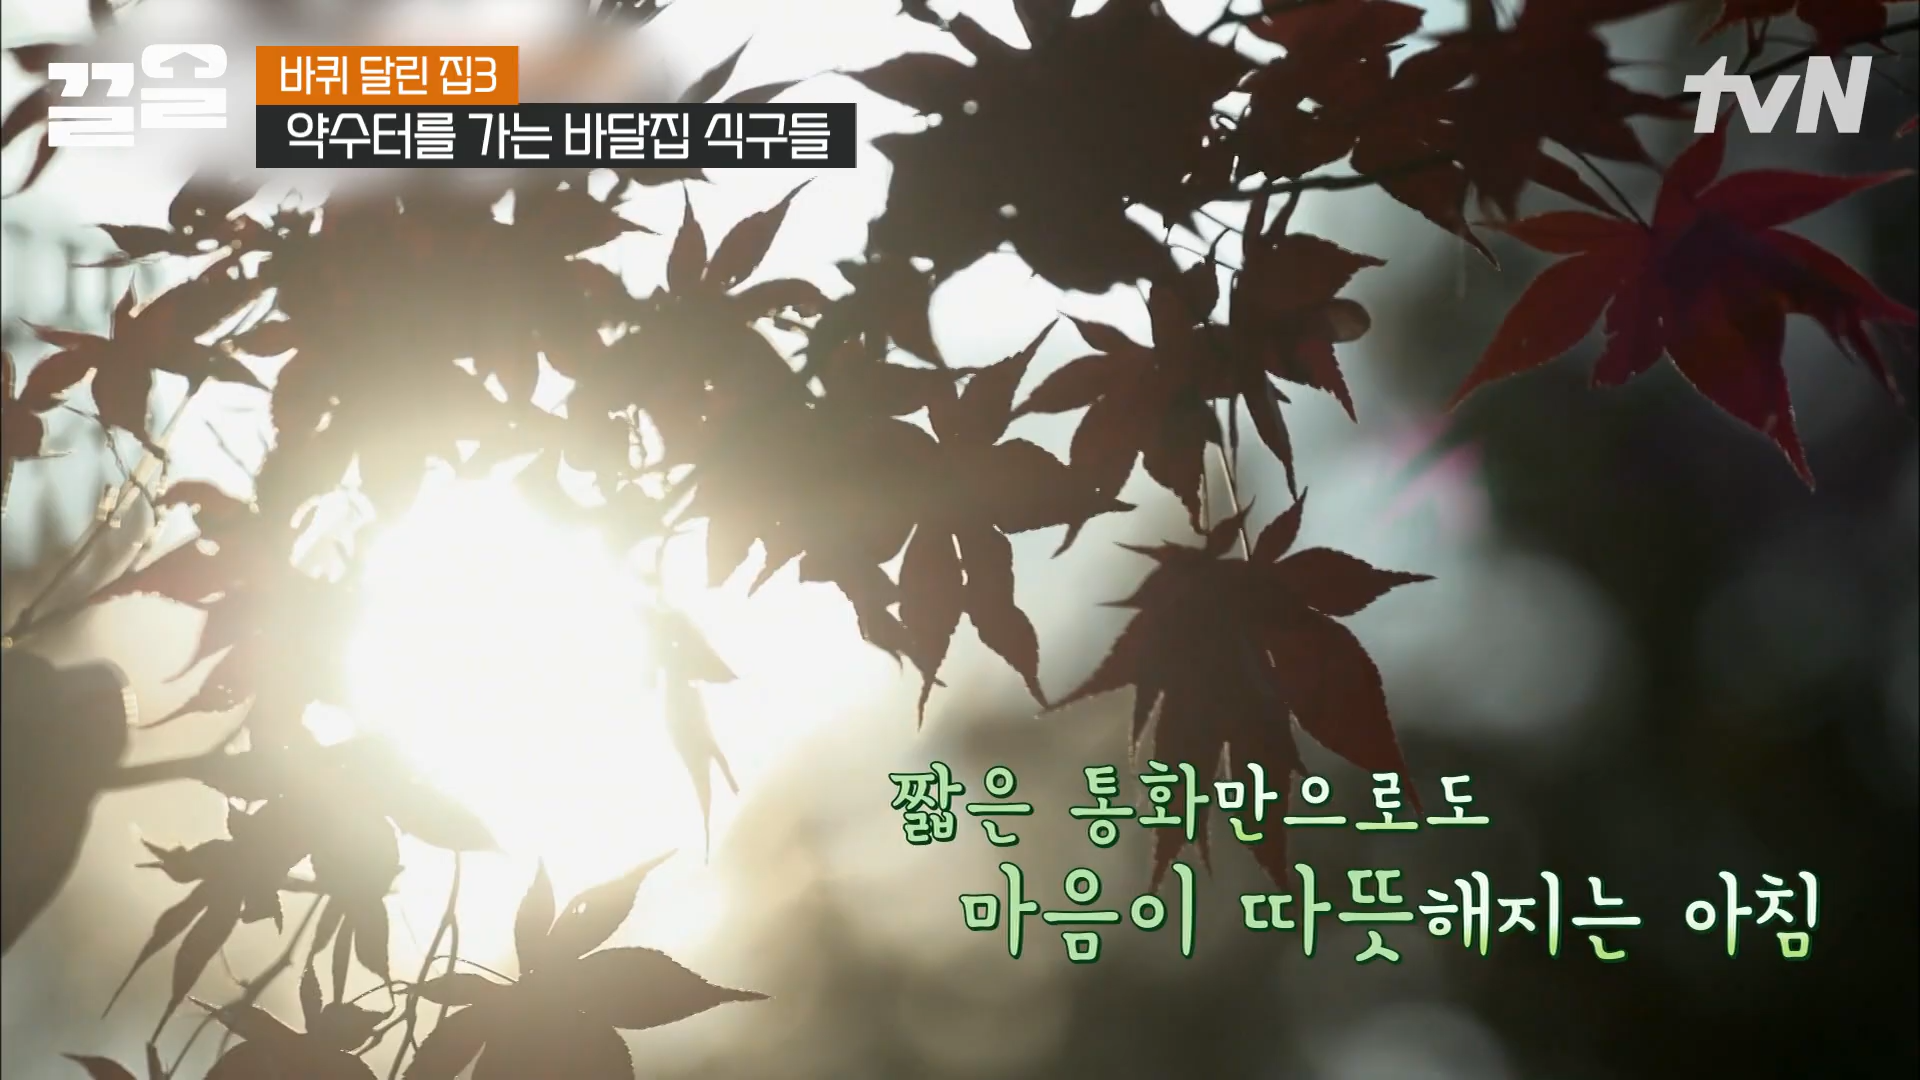 끌올
바퀴 달린 집3
약수터를 가는 바달집 식구들
tvN
짧은 통화만으로도
마음이 따뜻해지는 아침